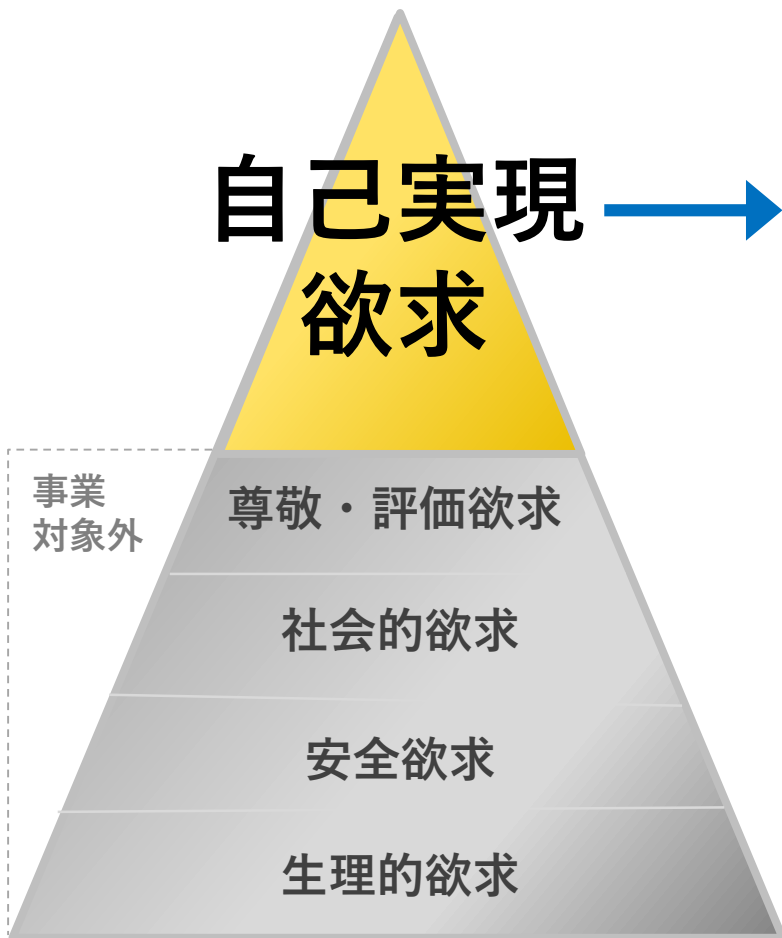 自己実現
欲求
事業
対象外
尊敬・評価欲求
社会的欲求
安全欲求
生理的欲求